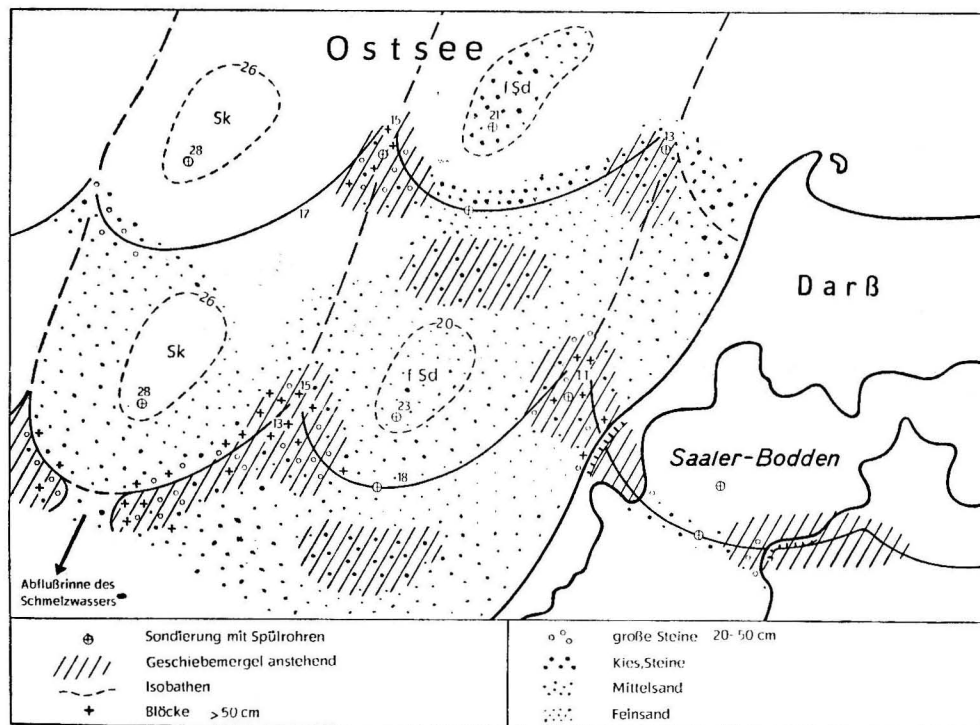 Ostsee
26
Sk
28
fSd
21
15
13
17
Darß
26
Sk
28
20
fSd
23
15
13
11
18
Saaler-Bodden
Abflußrinne des
Schmelzwassers
Sondierung mit Spülrohren
Geschiebemergel anstehend
Isobathen
Blöcke >50 cm
große Steine 20-50 cm
Kies,Steine
Mittelsand
Feinsand